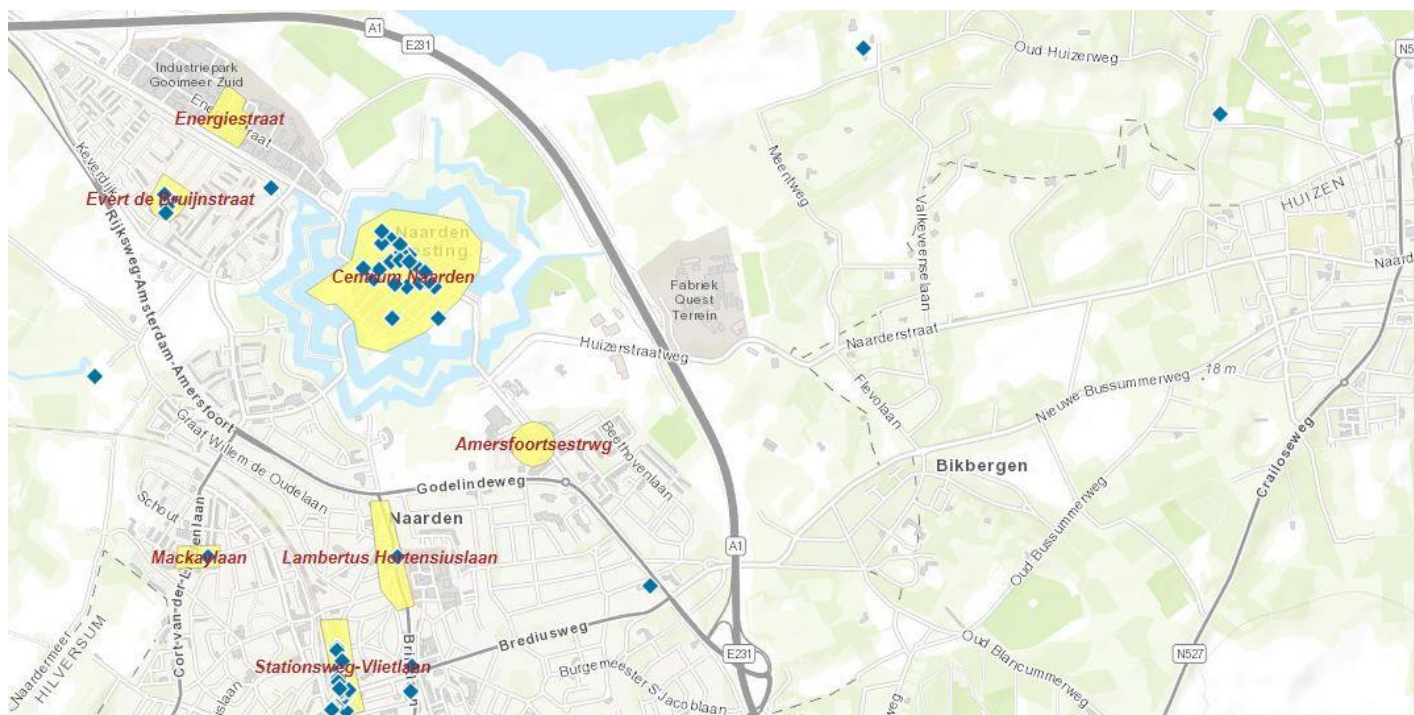 A1
E231
Oud Huizerweg
N5
Industriepark
Gooimeer Zuid
Energiestraat
Keverdijk
Evert de Bruijnstraat
Meentweg
Valkeveenselaan
HUIZEN
Naarden
Centrum Naarden
Fabriek
Quest
Terrein
Naard
Rijksweg-Amsterdam-Amersfoort
Huizerstraatweg
Naarderstraat
Flevolaan
Nieuwe Bussummerweg
18 m
Graaf Willem de Oudelaan
Amersfoortsestrwg
Beethovenlaan
Bikbergen
Crailoseweg
Godelindeweg
Schout
Naarden
Oud Bussummerweg
Mackaylaan
Lambertus Hortensiuslaan
A1
Cort-van-der-L
enlaan
Naardermeer
HILVERSUM
Brediusweg
Stationsweg-Vlietlaan
E231
Oud Blaricummerweg
N527
Burgemeester S'Jacoblaan